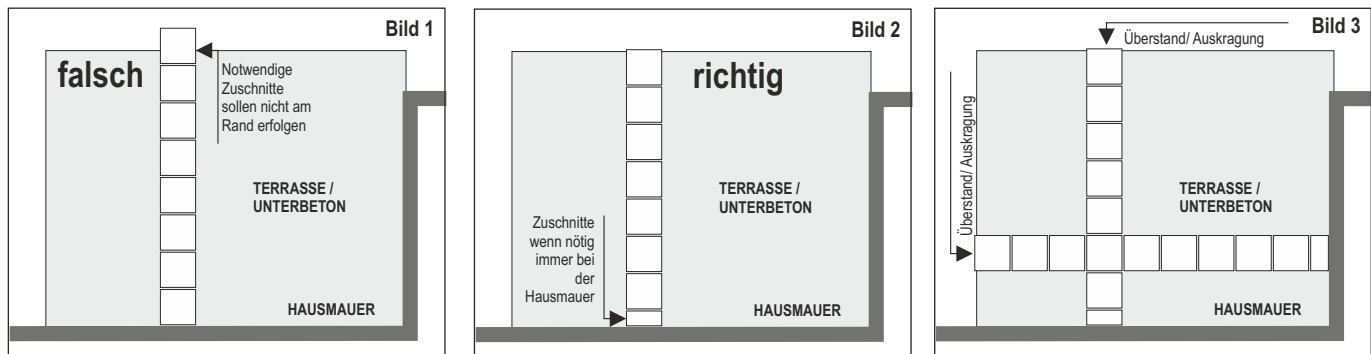 Bild 1
falsch
Notwendige
Zuschnitte
sollen nicht am
Rand erfolgen
TERRASSE /
UNTERBETON
HAUSMAUER
Bild 2
richtig
TERRASSE /
UNTERBETON
Zuschnitte
wenn nötig
immer bei
der
Hausmauer
HAUSMAUER
Bild 3
Überstand/ Auskragung
Überstand/ Auskragung
TERRASSE /
UNTERBETON
HAUSMAUER